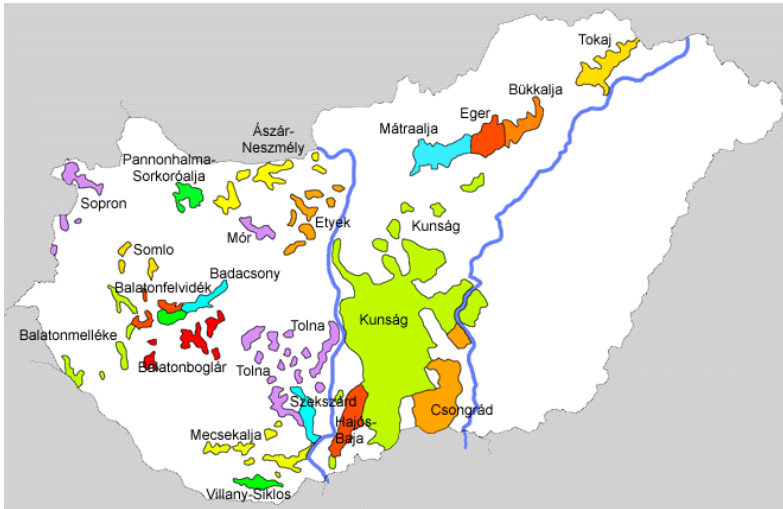 Tokaj
Bükkalja
Eger
Mátraalja
Ászár-
Neszmély
Pannonhalma-
Sorkoróalja
Sopron
Etyek
Kunság
Mór
Somlo
Badacsony
Balatonfelvidék
Kunság
Tolna
Balatonmelléke
Balatonboglár
Tolna
Szekszárd
Csongrád
Hajós-
Baja
Mecsekalja
Villany-Siklos